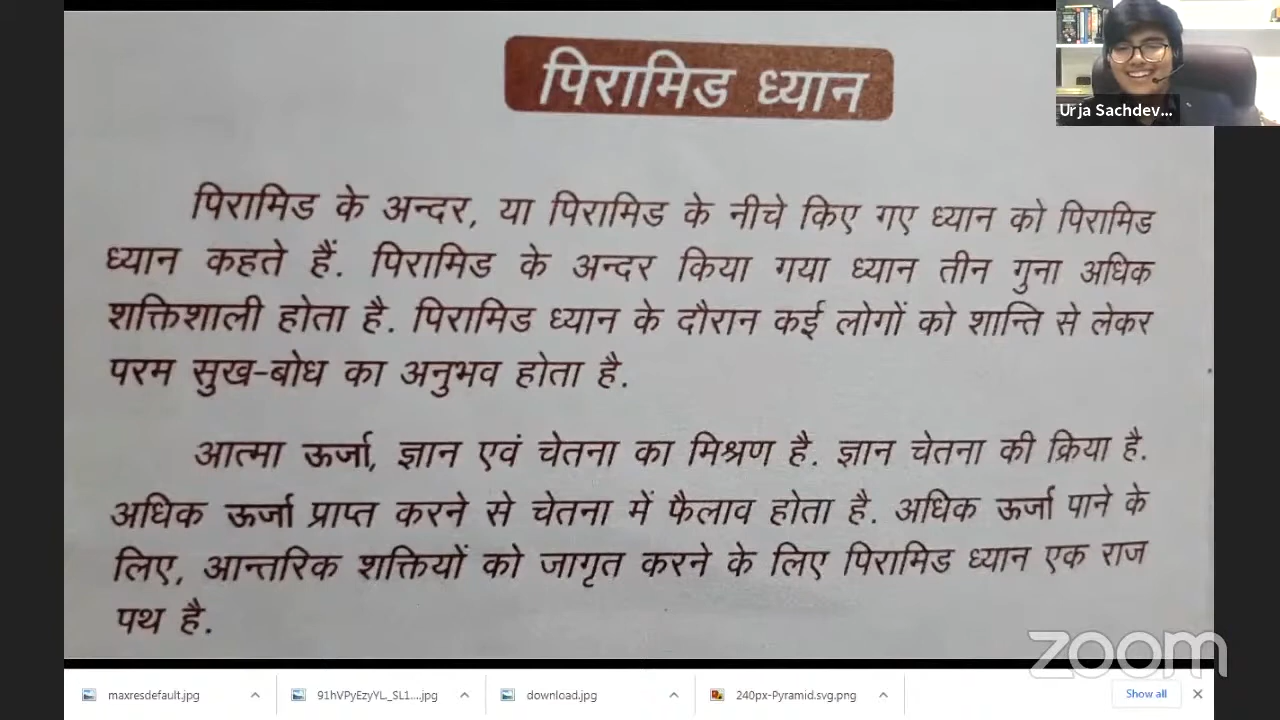 पिरामिड ध्यान
Urja Sachdev...
पिरामिड के अन्दर, या पिरामिड के नीचे किए गए ध्यान को पिरामिड
ध्यान कहते हैं. पिरामिड के अन्दर किया गया ध्यान तीन गुना अधिक
शक्तिशाली होता है. पिरामिड ध्यान के दौरान कई लोगों को शान्ति से लेकर
परम सुख-बोध का अनुभव होता है.
आत्मा ऊर्जा, ज्ञान एवं चेतना का मिश्रण है. ज्ञान चेतना की क्रिया है.
अधिक ऊर्जा प्राप्त करने से चेतना में फैलाव होता है. अधिक ऊर्जा पाने के
लिए, आन्तरिक शक्तियों को जागृत करने के लिए पिरामिड ध्यान एक राज
पथ है.
zoom
maxresdefault.jpg 91hVPyEzyYL_SL1....jpg download.jpg 240px-Pyramid.svg.png Show all